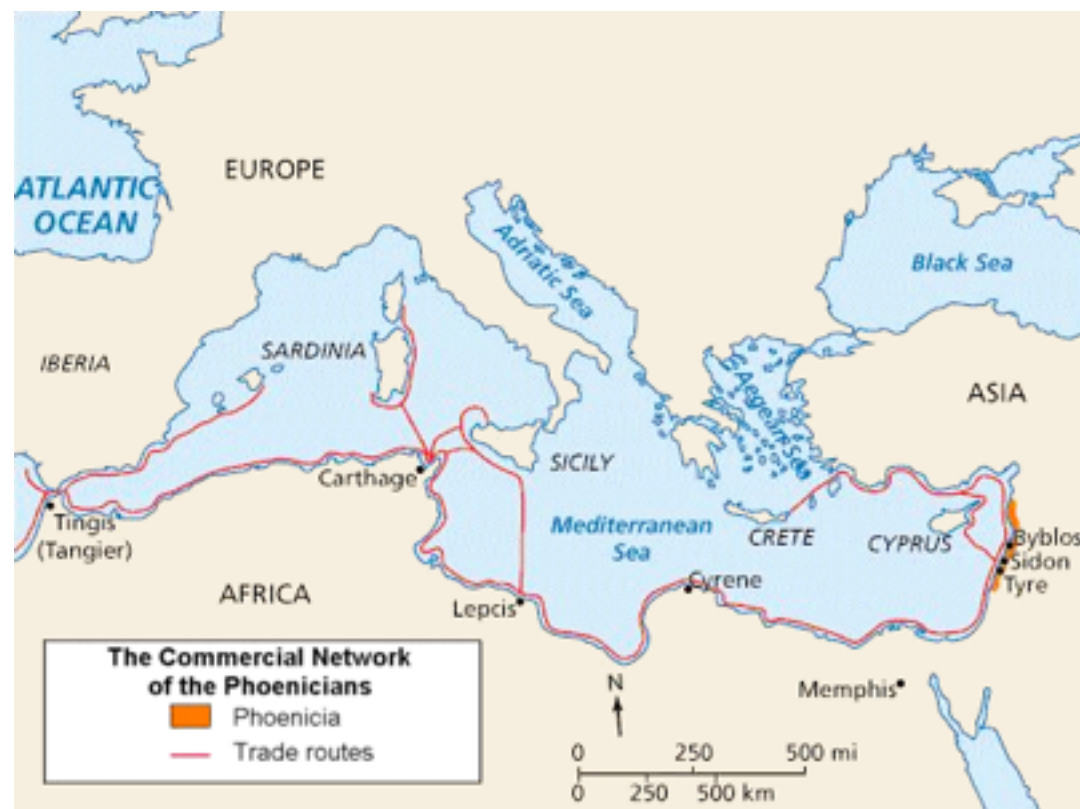 EUROPE
ATLANTIC
OCEAN
Adriatic Sea
Black Sea
IBERIA
SARDINIA
Aegean Sea
ASIA
Carthage
SICILY
Tingis
(Tangier)
Mediterranean
Sea
CRETE
CYPRUS
Byblos
Sidon
Tyre
AFRICA
Lepcis
Cyrene
Memphis
The Commercial Network
of the Phoenicians
Phoenicia
Trade routes
N
0 250 500 mi
0 250 500 km